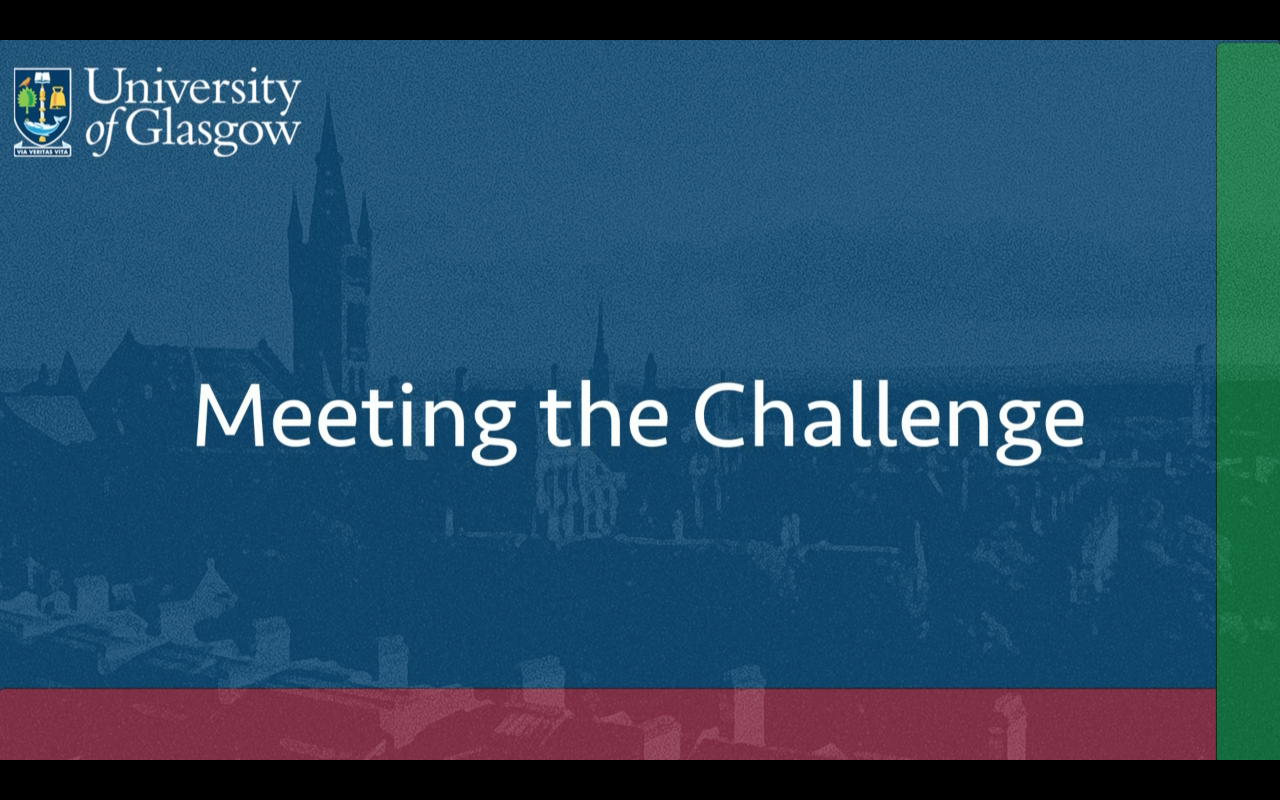 University
of Glasgow
VIA VERITAS VITA
Meeting the Challenge